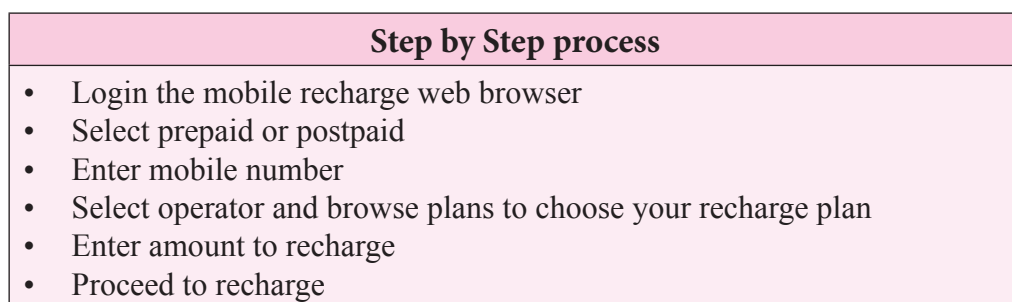 Step by Step process
• Login the mobile recharge web browser
• Select prepaid or postpaid
• Enter mobile number
• Select operator and browse plans to choose your recharge plan
• Enter amount to recharge
• Proceed to recharge